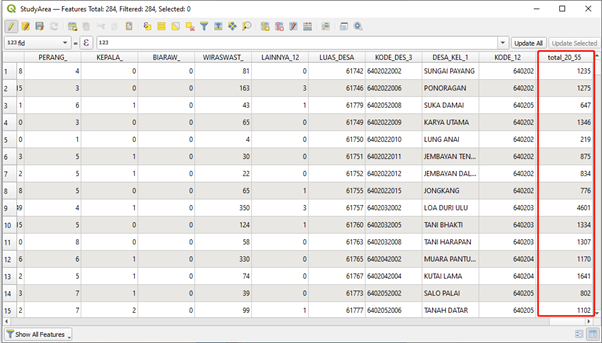 StudyArea — Features Total: 284, Filtered: 284, Selected: 0
123 fid = ε 123 Update All Update Selected
PERANG_ KEPALA_ BIARAW_ WIRASWAST_ LAINNYA_12 LUAS_DESA KODE_DES_3 DESA_KEL_1 KODE_12 total_20_55
1 8 4 0 0 81 0 61742 6402022002 SUNGAI PAYANG 640202 1235
2 15 3 0 0 163 3 61746 6402022006 PONORAGAN 640202 1275
3 1 6 1 0 43 1 61779 6402052008 SUKA DAMAI 640205 647
4 0 3 0 0 65 0 61749 6402022009 KARYA UTAMA 640202 1346
5 0 1 0 0 4 0 61750 6402022010 LUNG ANAI 640202 219
6 3 5 1 0 30 0 61751 6402022011 JEMBAYAN TEN... 640202 875
7 2 5 1 0 22 0 61752 6402022012 JEMBAYAN DAL... 640202 834
8 8 5 0 0 65 1 61755 6402022015 JONGKANG 640202 776
9 49 4 1 0 350 3 61757 6402032002 LOA DURI ULU 640203 4601
10 15 5 0 0 124 1 61760 6402032005 TANI BHAKTI 640203 1334
11 0 8 0 0 58 0 61763 6402032008 TANI HARAPAN 640203 1307
12 6 6 1 0 330 0 61765 6402042002 MUARA PANTU... 640204 1170
13 2 5 1 0 74 0 61767 6402042004 KUTAI LAMA 640204 1641
14 3 7 1 0 39 0 61773 6402052002 SALO PALAI 640205 802
15 2 7 2 0 99 1 61777 6402052006 TANAH DATAR 640205 1102
Show All Features